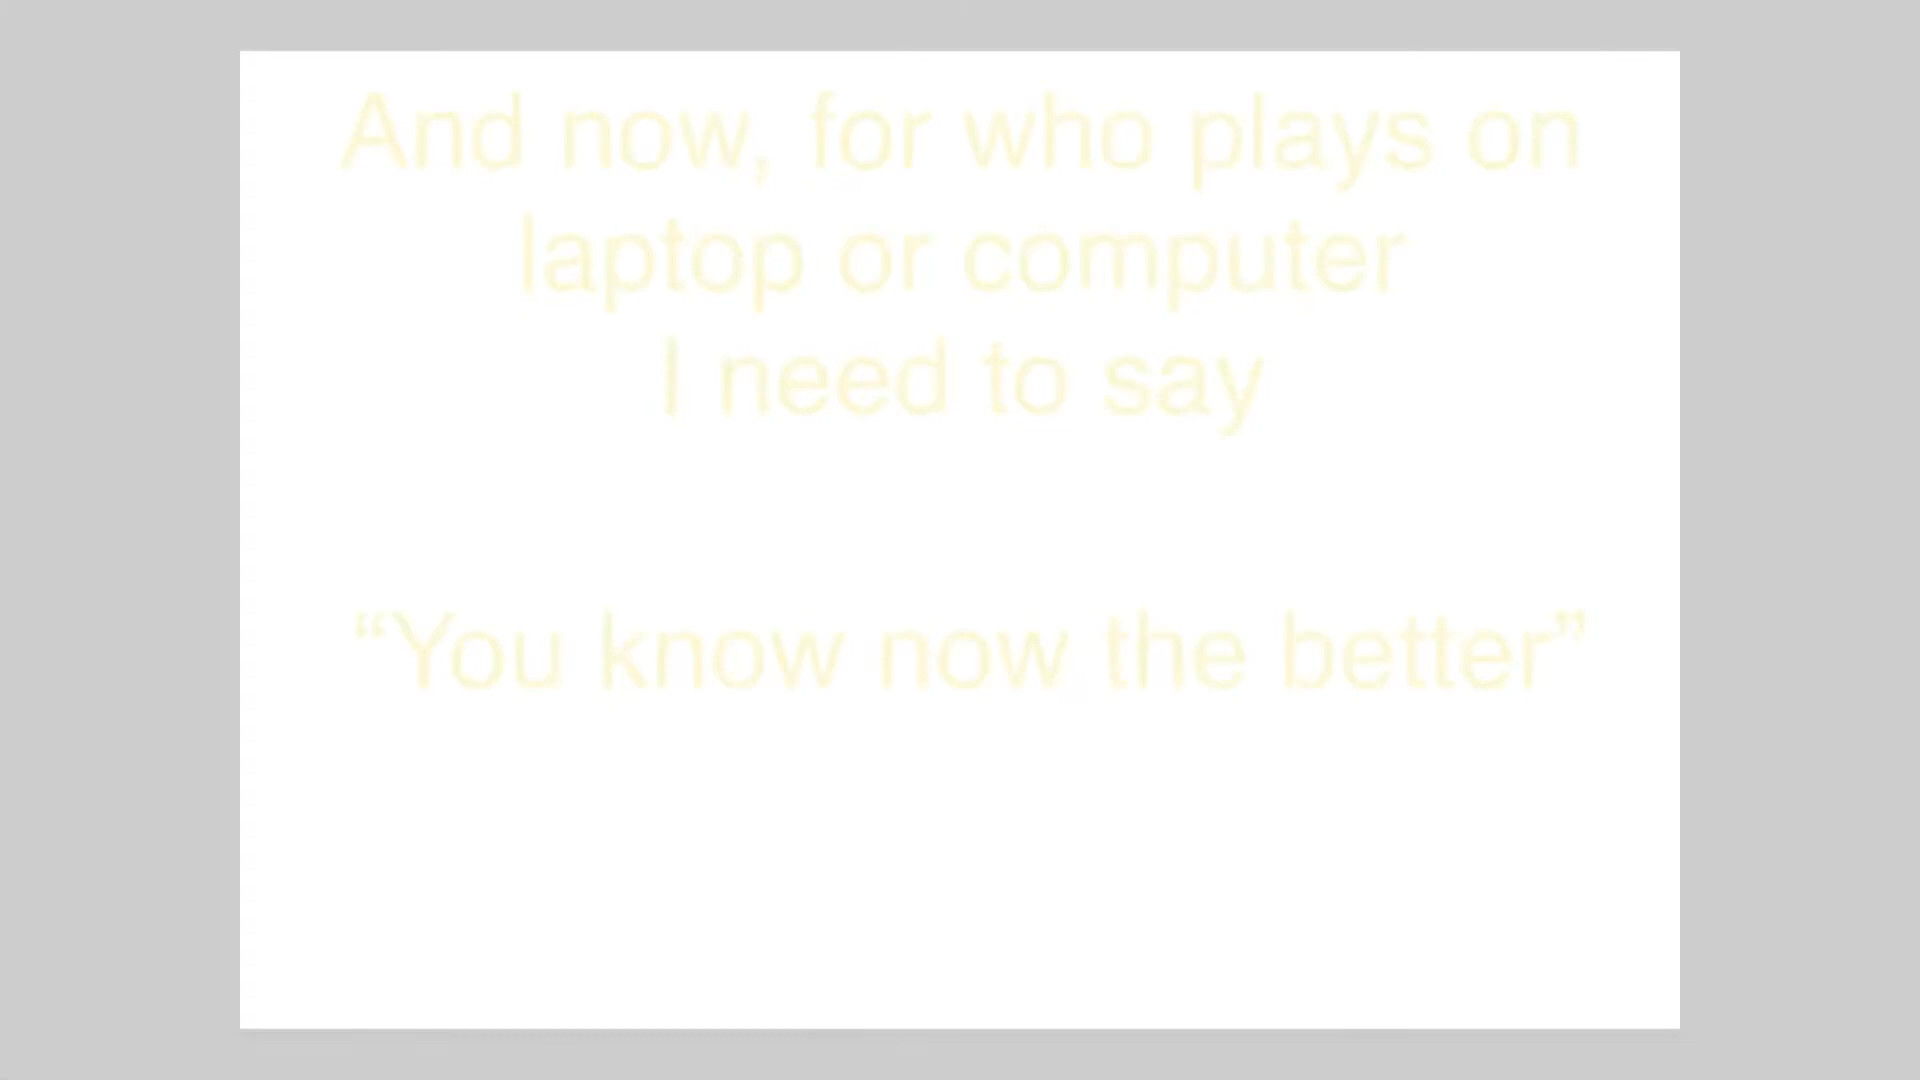 And now, for who plays on
laptop or computer
I need to say
“You know now the better”